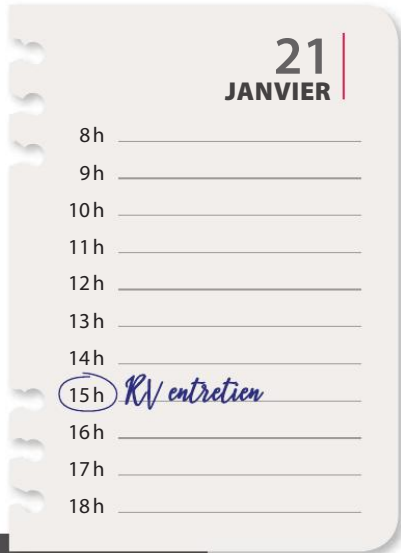 21
JANVIER
8h
9h
10h
11h
12h
13h
14h
15h RV entretien
16h
17h
18h